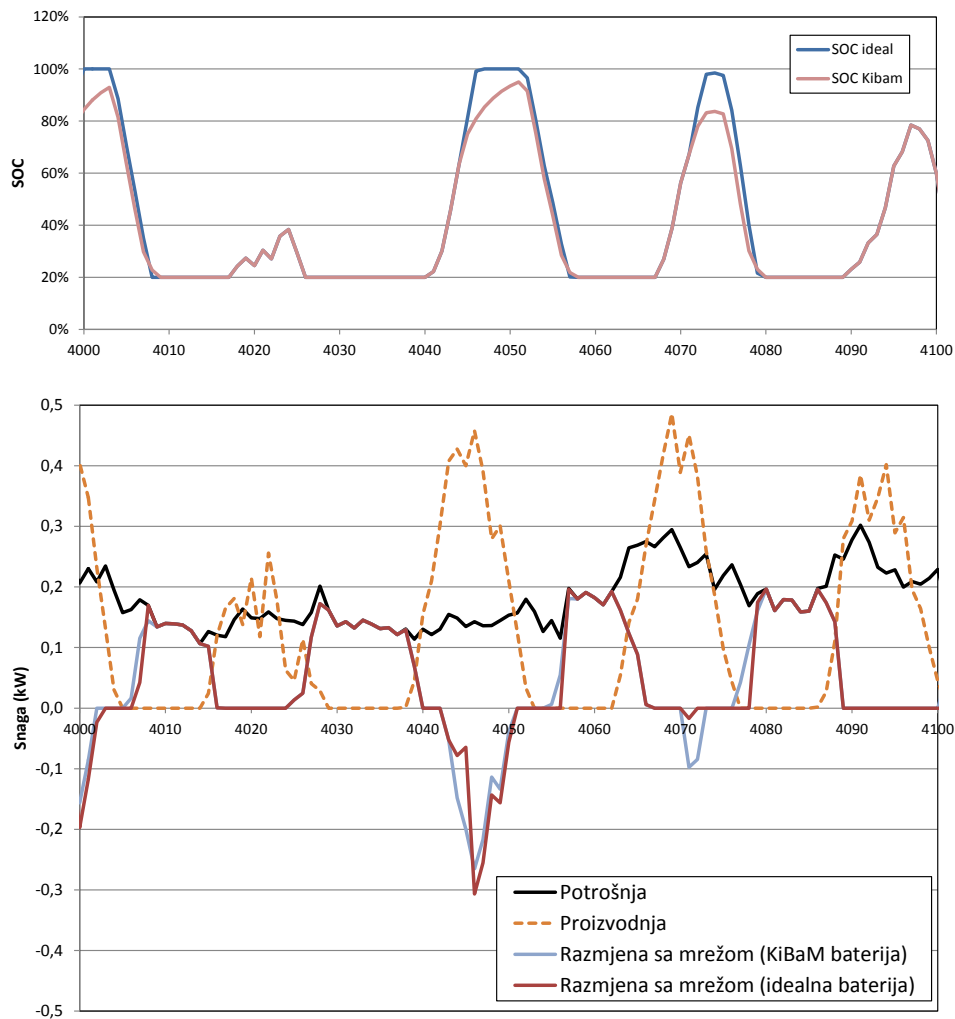 120%
100%
80%
60%
40%
20%
0%
SOC
SOC ideal
SOC Kibam
4000 4010 4020 4030 4040 4050 4060 4070 4080 4090 4100
0,5
0,4
0,3
0,2
0,1
0,0
-0,1
-0,2
-0,3
-0,4
-0,5
Snaga (kW)
4000 4010 4020 4030 4040 4050 4060 4070 4080 4090 4100
Potrošnja
Proizvodnja
Razmjena sa mrežom (KiBaM baterija)
Razmjena sa mrežom (idealna baterija)